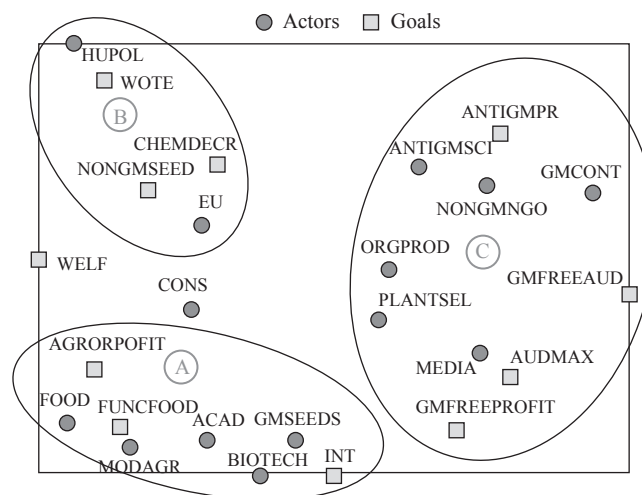 Actors Goals
HUPOL
WOTE
B
ANTIGMPR
CHEMDECR
ANTIGMSCI
NONGMSEED
GMCONT
NONGMNGO
EU
ORGPROD
C
WELF
GMFREEAUD
CONS
PLANTSEL
AGRORPOFIT
A
MEDIA
AUDMAX
FOOD
FUNCFOOD
ACAD
GMSEEDS
GMFREEPROFIT
MODAGR
BIOTECH
INT